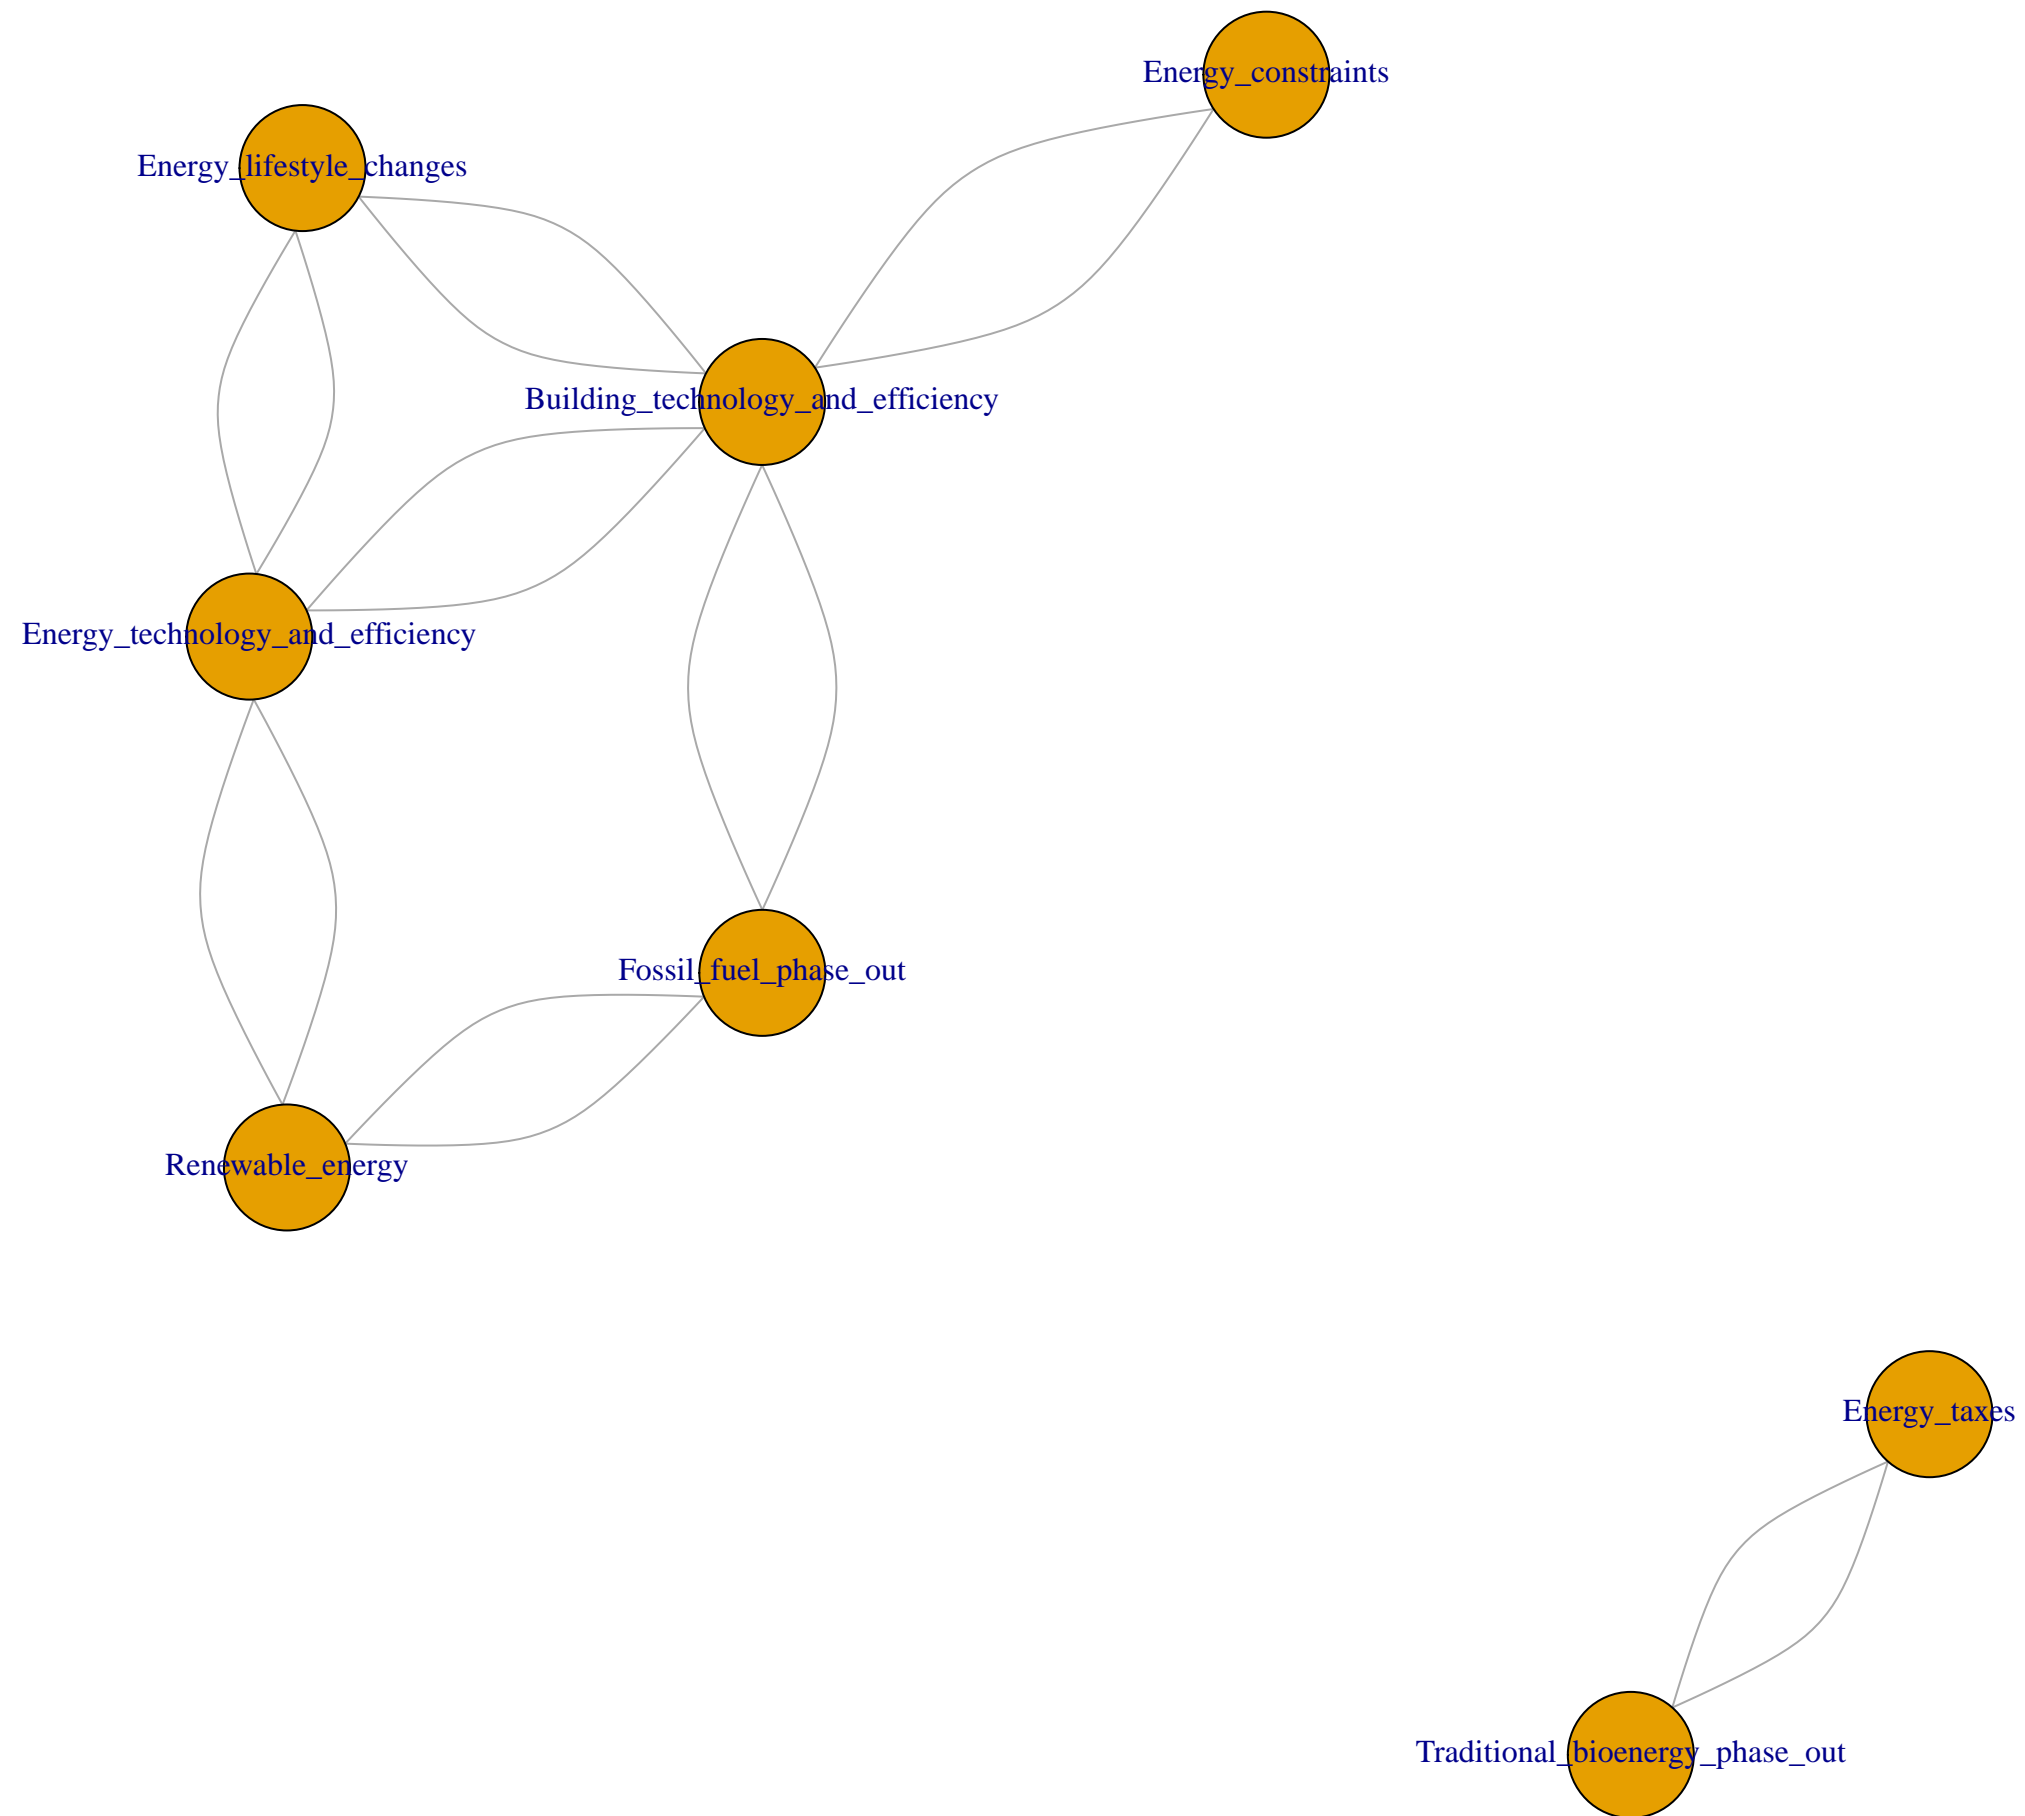 Energy_constraints
Energy_lifestyle_changes
Building_technology_and_efficiency
Energy_technology_and_efficiency
Fossil_fuel_phase_out
Renewable_energy
Energy_taxes
Traditional_bioenergy_phase_out